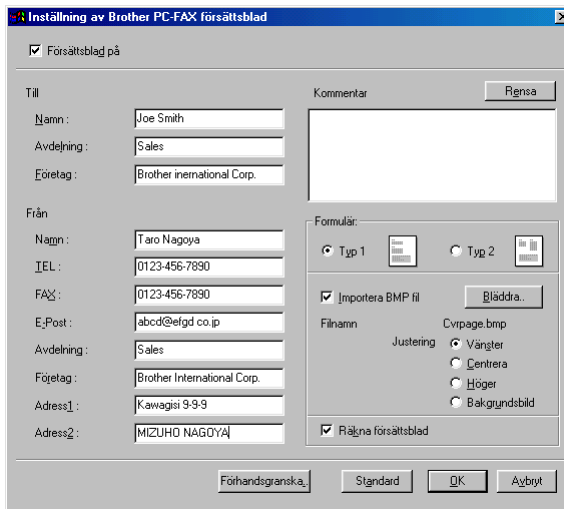 Inställning av Brother PC-FAX försättsblad
Försättsblad på
Till
Namn : Joe Smith
Avdelning : Sales
Företag : Brother inernational Corp.
Kommentar
Rensa
Från
Namn : Taro Nagoya
TEL : 0123-456-7890
FAX : 0123-456-7890
E-Post : abcd@efgd co.jp
Avdelning : Sales
Företag : Brother International Corp.
Adress1 : Kawagisi 9-9-9
Adress2 : MIZUHO NAGOYA
Formulär:
Typ 1
Typ 2
Importera BMP fil
Bläddra..
Filnamn Cvrpage.bmp
Justering
Vänster
Centrera
Höger
Bakgrundsbild
Räkna försättsblad
Förhandsgranska..
Standard
OK
Avbryt